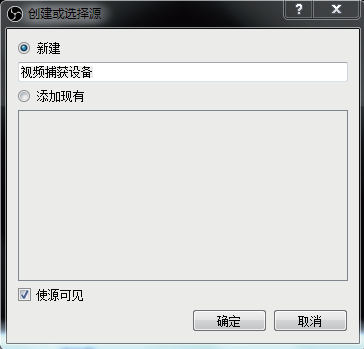 创建或选择源
新建
视频捕获设备
添加现有
使源可见
确定
取消